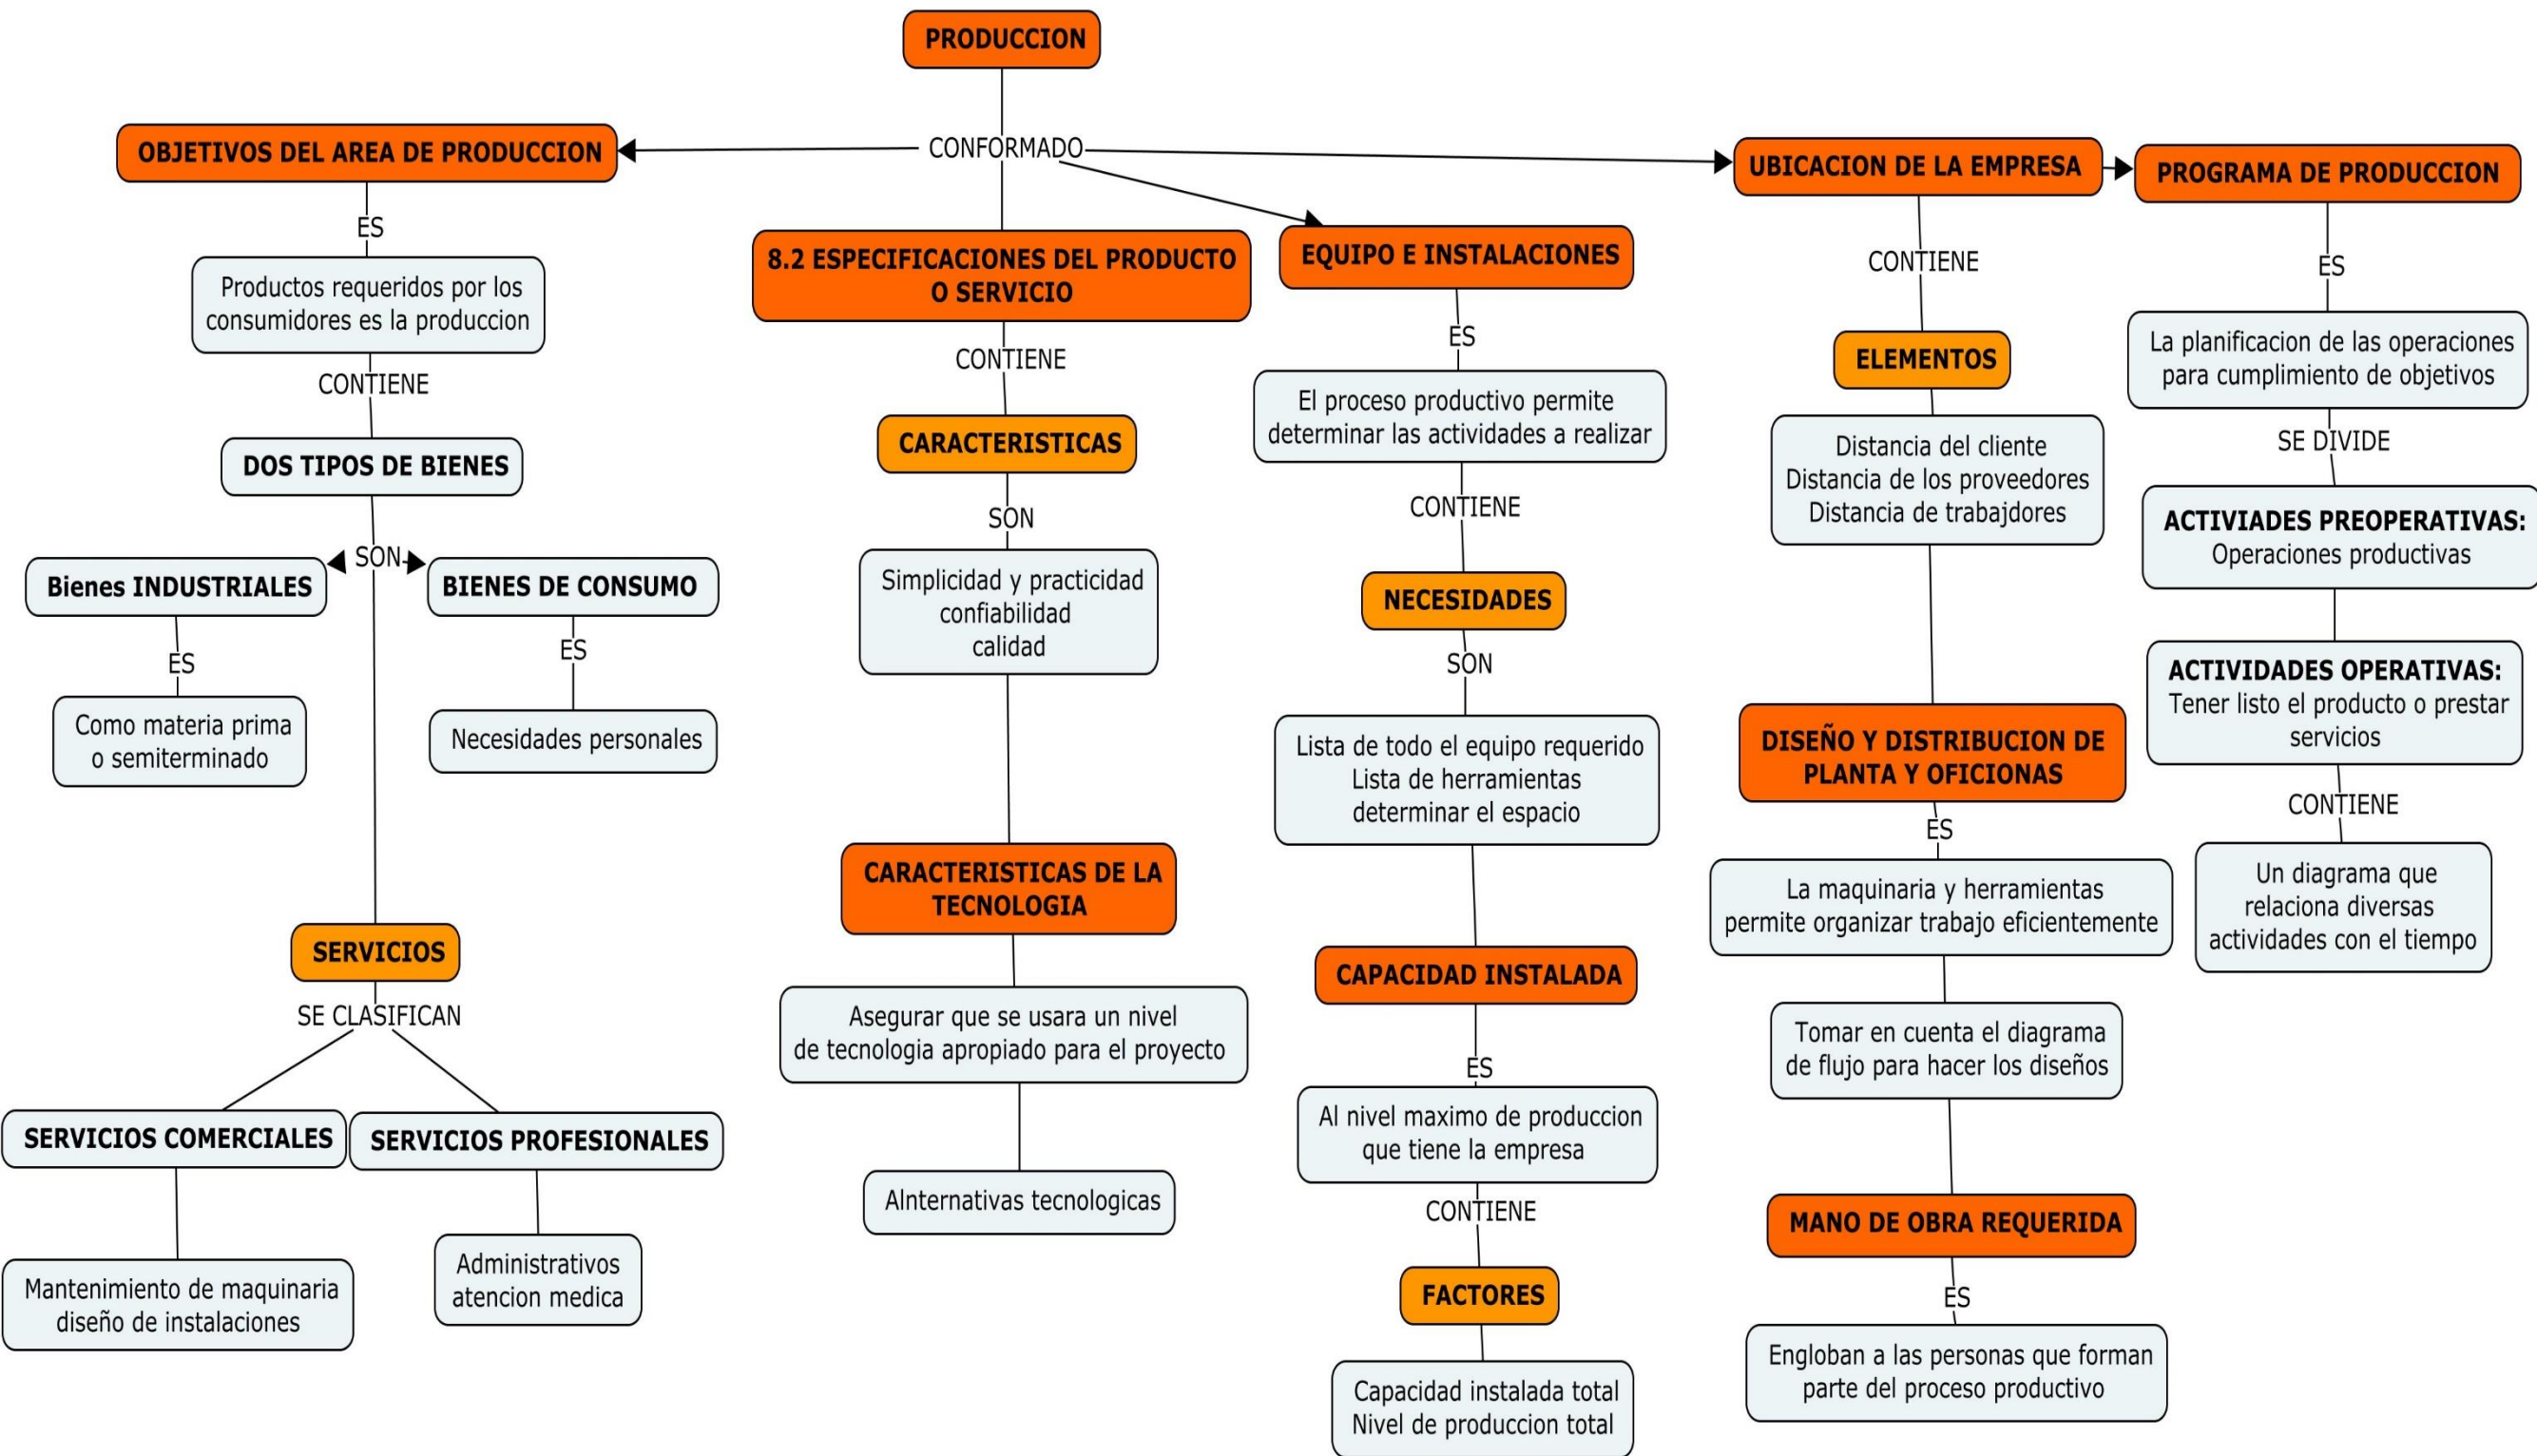 PRODUCCION
CONFORMADO
OBJETIVOS DEL AREA DE PRODUCCION
ES
Productos requeridos por los
consumidores es la produccion
CONTIENE
DOS TIPOS DE BIENES
SON
Bienes INDUSTRIALES
ES
Como materia prima
o semiterminado
BIENES DE CONSUMO
ES
Necesidades personales
SERVICIOS
SE CLASIFICAN
SERVICIOS COMERCIALES
Mantenimiento de maquinaria
diseño de instalaciones
SERVICIOS PROFESIONALES
Administrativos
atencion medica
8.2 ESPECIFICACIONES DEL PRODUCTO
O SERVICIO
CONTIENE
CARACTERISTICAS
SON
Simplicidad y practicidad
confiabilidad
calidad
CARACTERISTICAS DE LA
TECNOLOGIA
Asegurar que se usara un nivel
de tecnologia apropiado para el proyecto
Alnternativas tecnologicas
EQUIPO E INSTALACIONES
ES
El proceso productivo permite
determinar las actividades a realizar
CONTIENE
NECESIDADES
SON
Lista de todo el equipo requerido
Lista de herramientas
determinar el espacio
CAPACIDAD INSTALADA
ES
Al nivel maximo de produccion
que tiene la empresa
CONTIENE
FACTORES
Capacidad instalada total
Nivel de produccion total
UBICACION DE LA EMPRESA
CONTIENE
ELEMENTOS
Distancia del cliente
Distancia de los proveedores
Distancia de trabajdores
DISEÑO Y DISTRIBUCION DE
PLANTA Y OFICIONAS
ES
La maquinaria y herramientas
permite organizar trabajo eficientemente
Tomar en cuenta el diagrama
de flujo para hacer los diseños
MANO DE OBRA REQUERIDA
ES
Engloban a las personas que forman
parte del proceso productivo
PROGRAMA DE PRODUCCION
ES
La planificacion de las operaciones
para cumplimiento de objetivos
SE DIVIDE
ACTIVIADES PREOPERATIVAS:
Operaciones productivas
ACTIVIDADES OPERATIVAS:
Tener listo el producto o prestar
servicios
CONTIENE
Un diagrama que
relaciona diversas
actividades con el tiempo